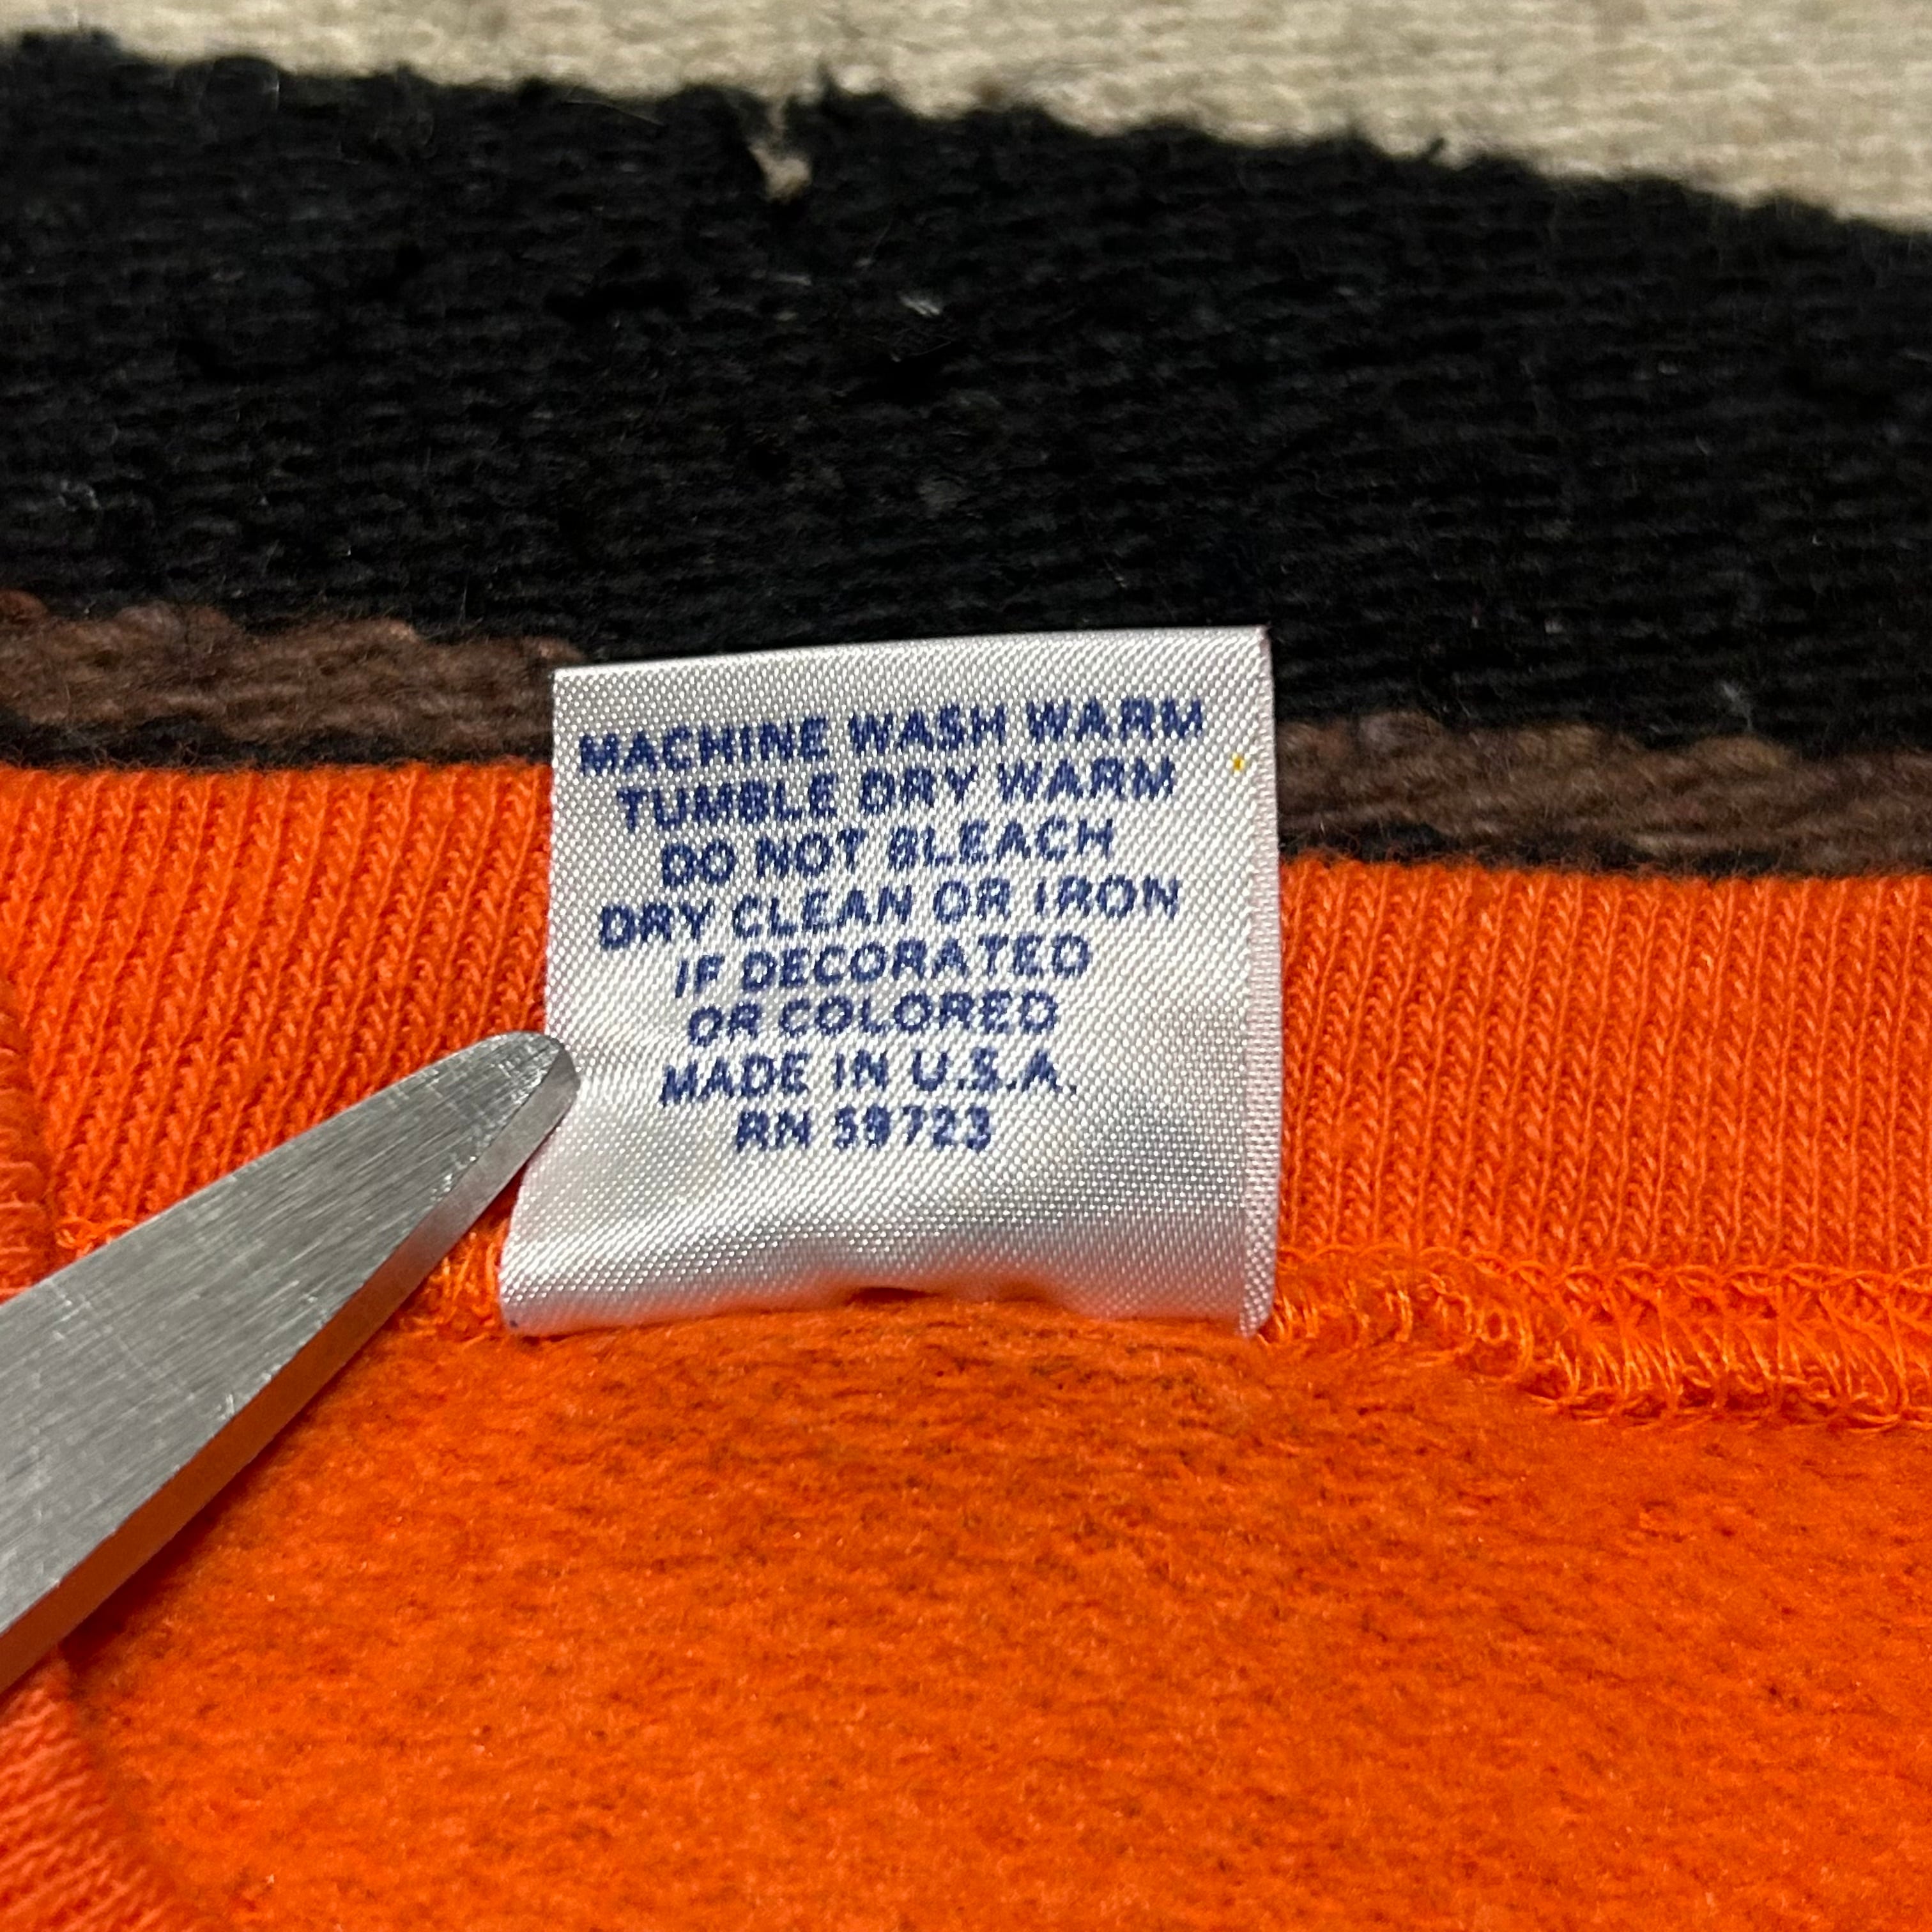 MACHINE WASH WARM
TUMBLE DRY WARM
DO NOT BLEACH
DRY CLEAN OR IRON
IF DECORATED
OR COLORED
MADE IN U.S.A.
RN 59723